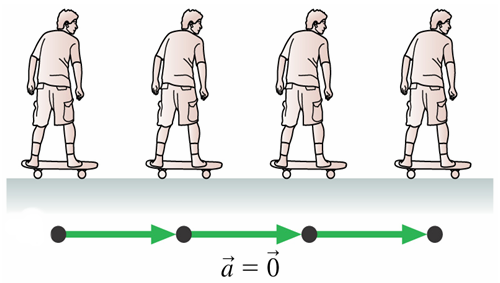 a⃗ = 0⃗